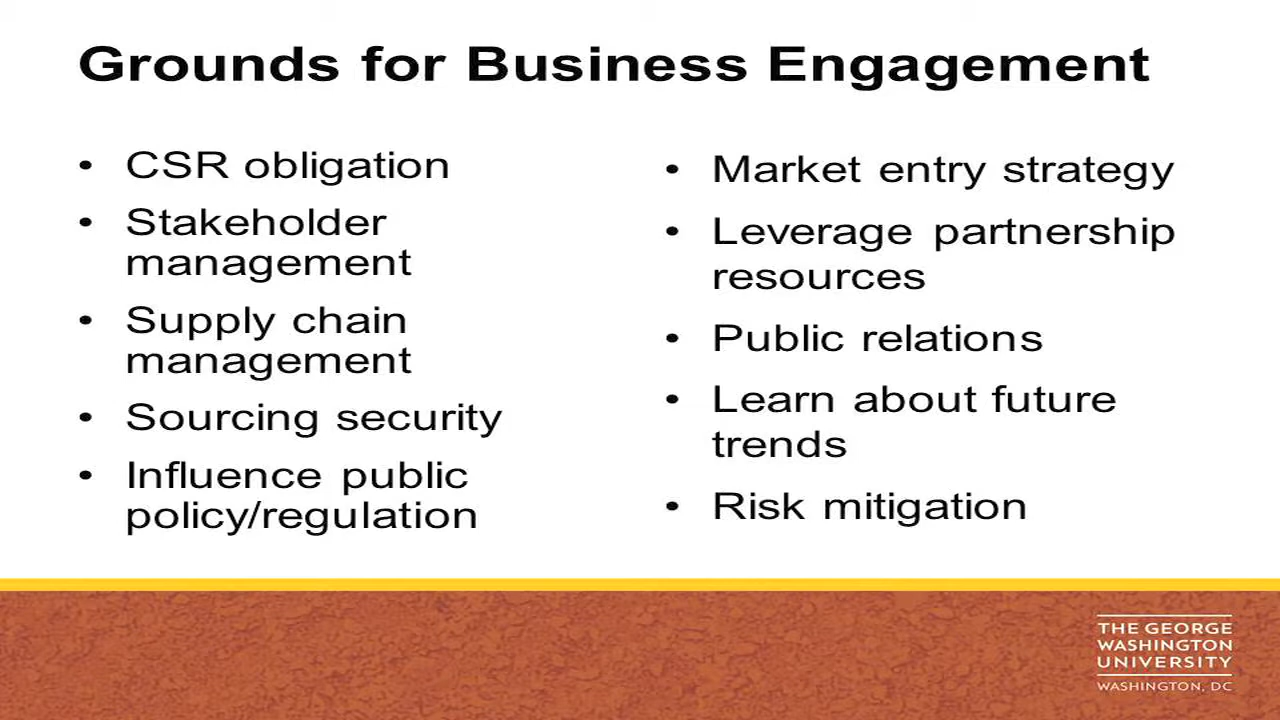 Grounds for Business Engagement
• CSR obligation
• Stakeholder
management
• Supply chain
management
• Sourcing security
• Influence public
policy/regulation
• Market entry strategy
• Leverage partnership
resources
• Public relations
• Learn about future
trends
• Risk mitigation
THE GEORGE
WASHINGTON
UNIVERSITY
WASHINGTON, DC